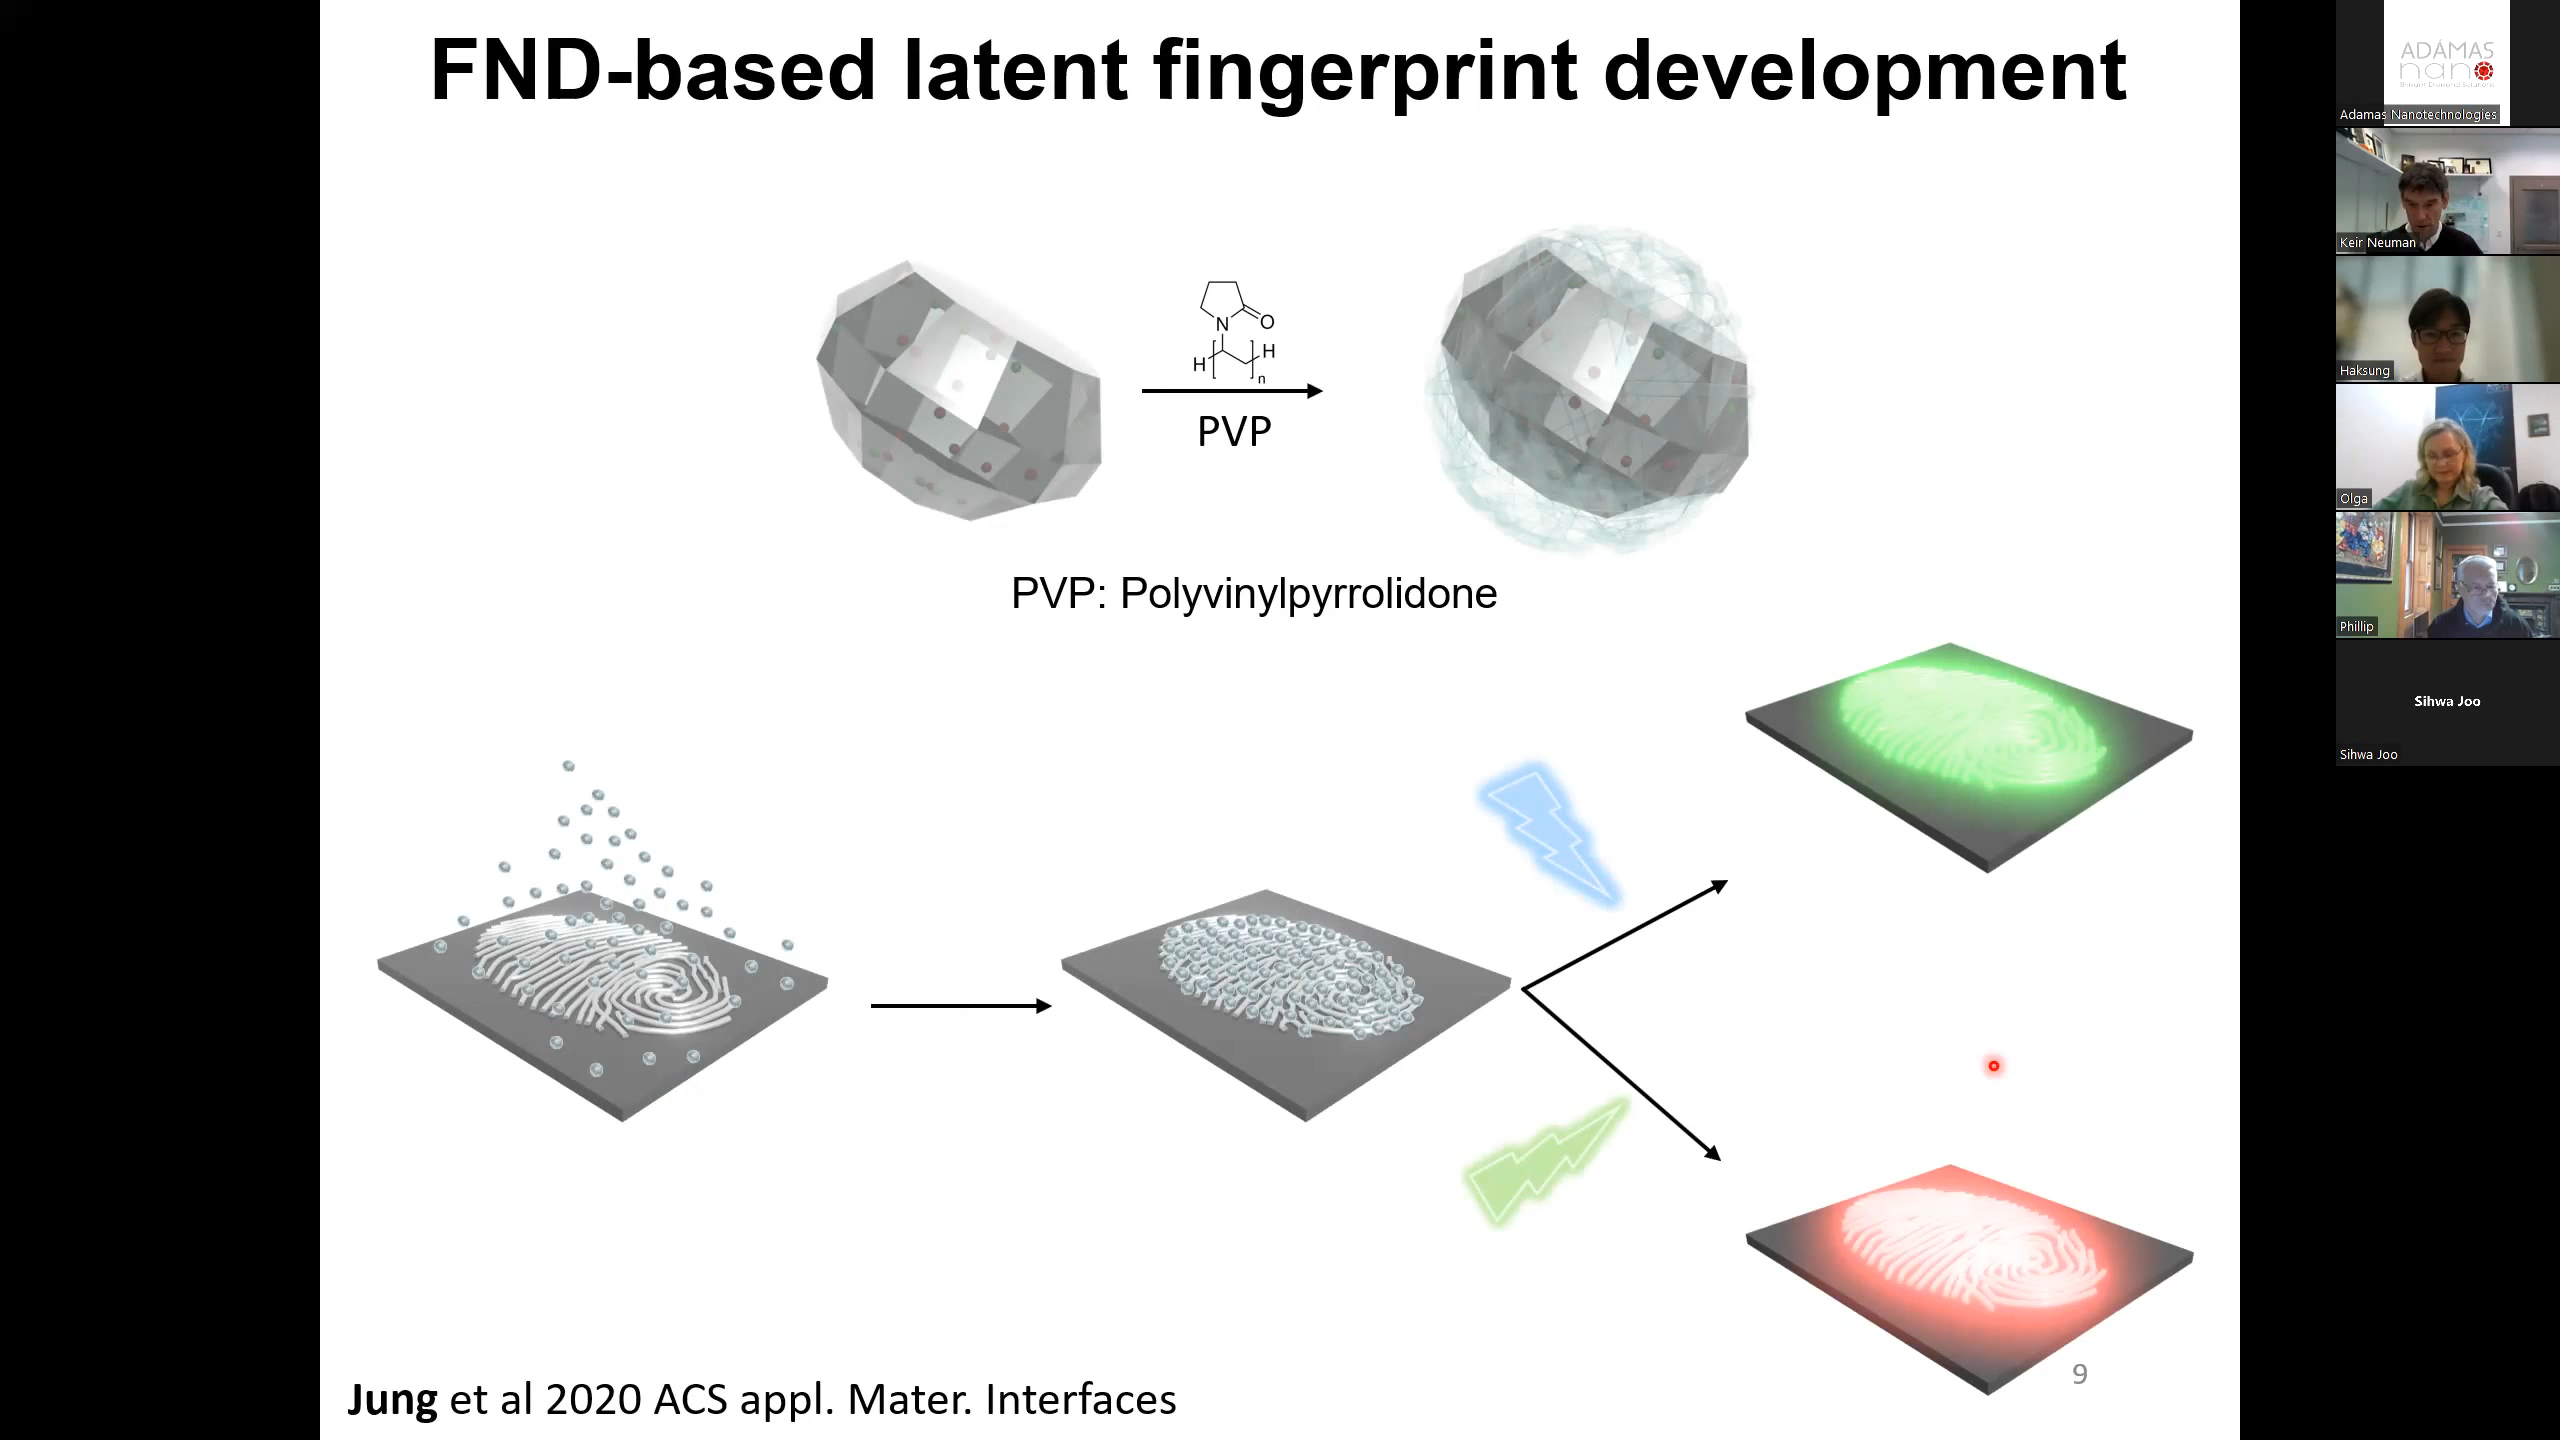 FND-based latent fingerprint development
N
O
H
H
n
PVP
PVP: Polyvinylpyrrolidone
Jung et al 2020 ACS appl. Mater. Interfaces
9
ADÁMAS
nano
Adamas Nanotechnologies
Keir Neuman
Haksung
Olga
Phillip
Sihwa Joo
Sihwa Joo